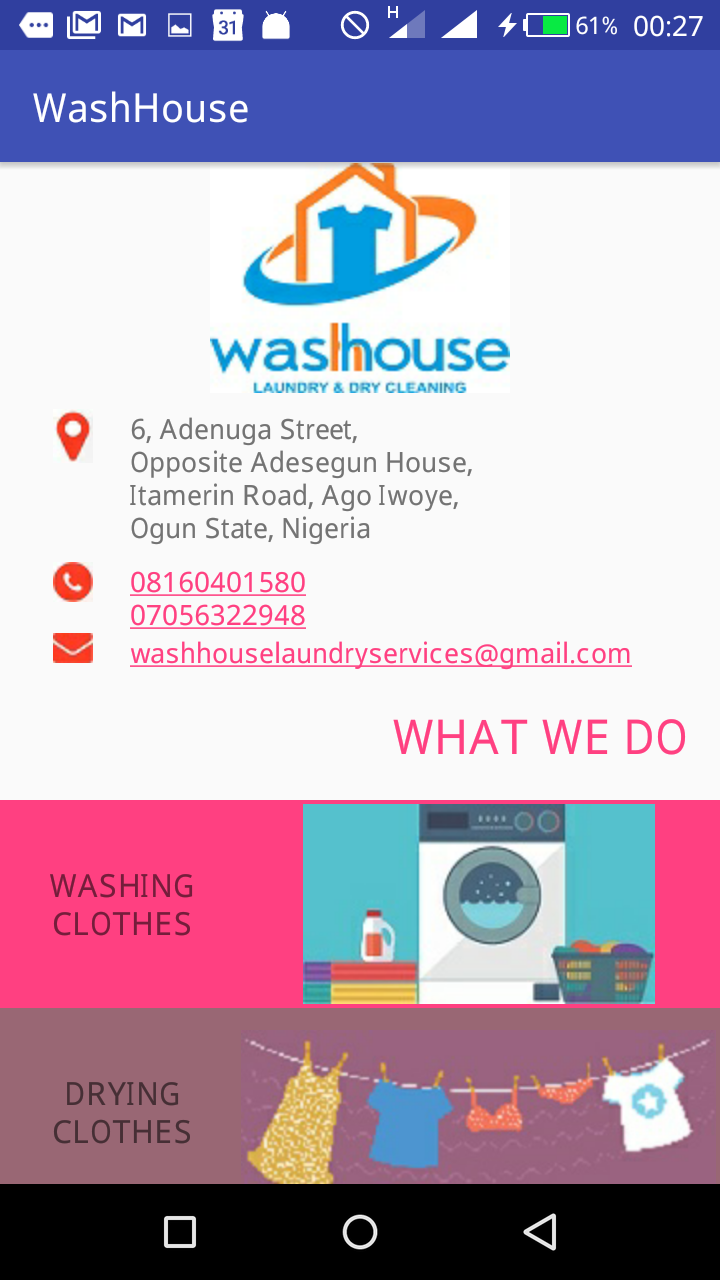 31
H
61%
00:27
WashHouse
washhouse
LAUNDRY & DRY CLEANING
6, Adenuga Street,
Opposite Adesegun House,
Itamerin Road, Ago Iwoye,
Ogun State, Nigeria
08160401580
07056322948
washhouselaundryservices@gmail.com
WHAT WE DO
WASHING
CLOTHES
DRYING
CLOTHES